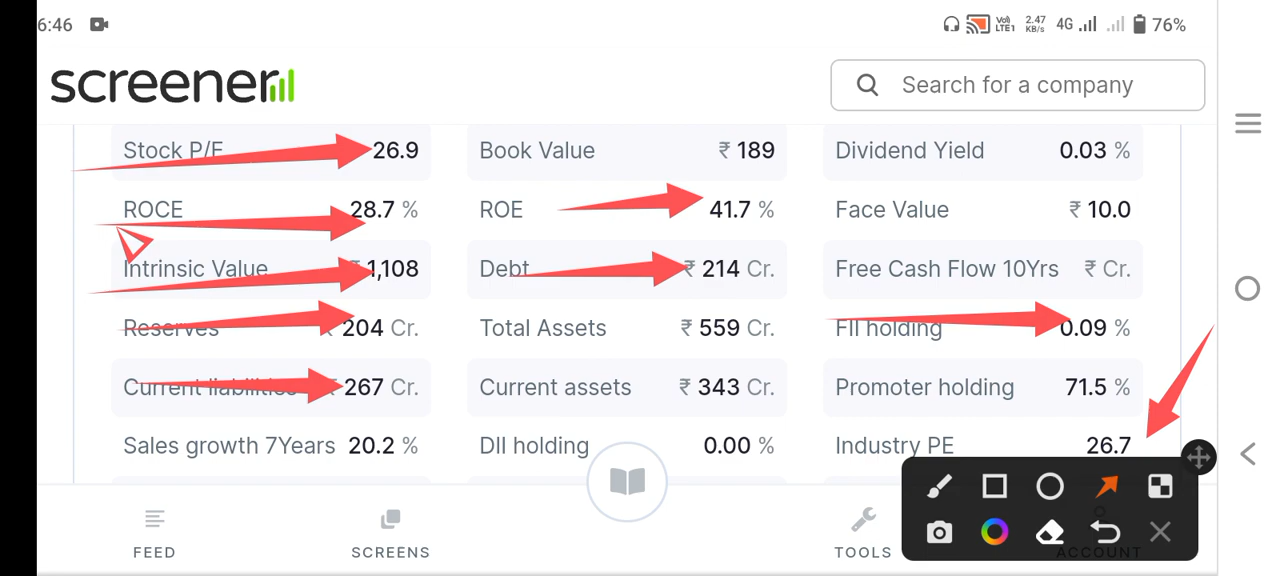 6:46
Vo))
LTE1
2.47
KB/s
4G
76%
screener
Search for a company
Stock P/E 26.9
Book Value ₹ 189
Dividend Yield 0.03 %
ROCE 28.7 %
ROE 41.7 %
Face Value ₹ 10.0
Intrinsic Value ₹ 1,108
Debt ₹ 214 Cr.
Free Cash Flow 10Yrs ₹ Cr.
Reserves ₹ 204 Cr.
Total Assets ₹ 559 Cr.
FII holding 0.09 %
Current liabilities ₹ 267 Cr.
Current assets ₹ 343 Cr.
Promoter holding 71.5 %
Sales growth 7Years 20.2 %
DII holding 0.00 %
Industry PE 26.7
FEED
SCREENS
TOOLS
ACCOUNT